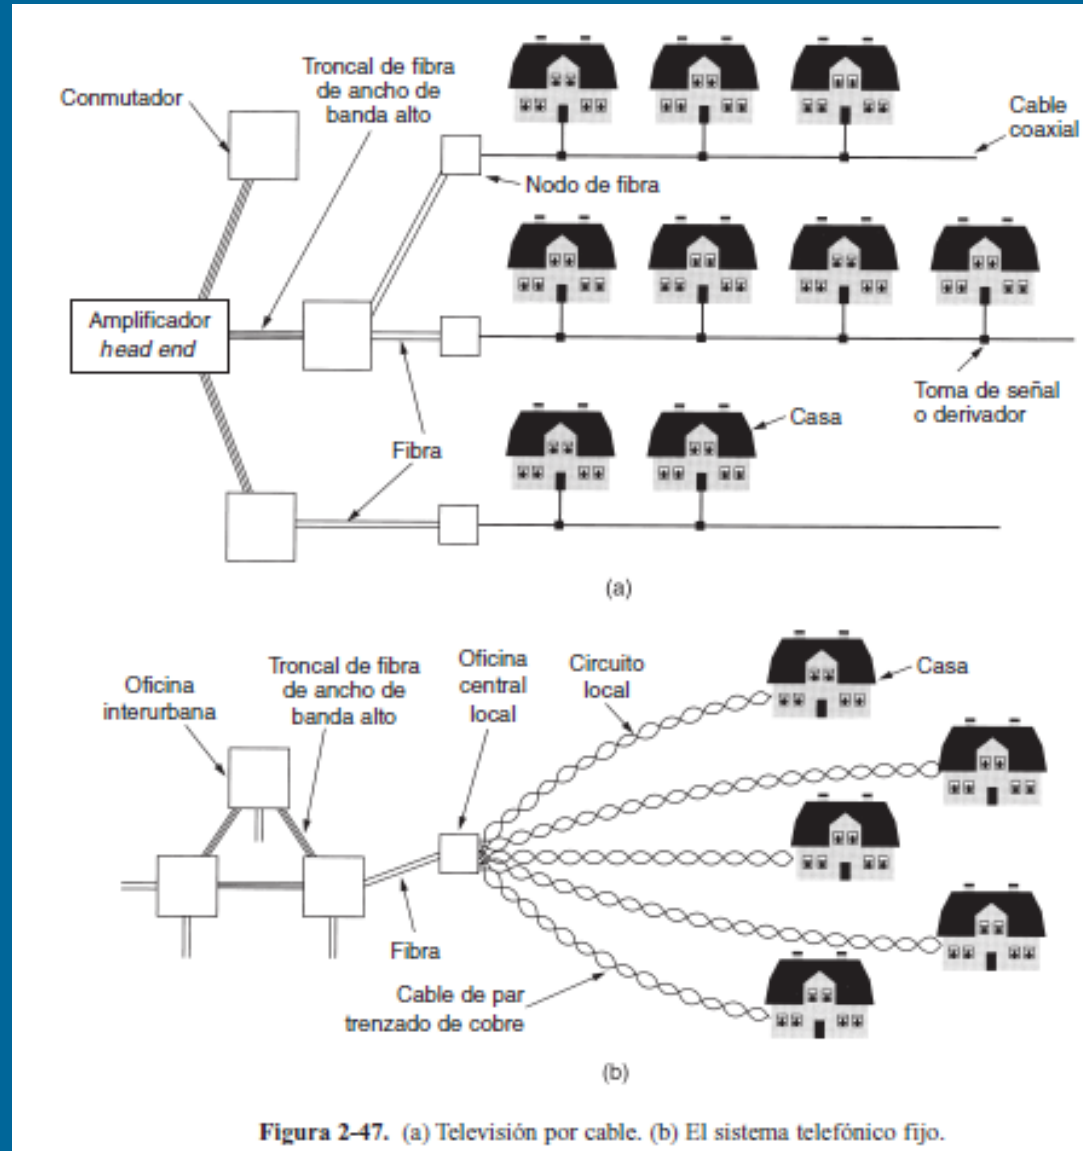 Conmutador
Troncal de fibra
de ancho de
banda alto
Cable
coaxial
Nodo de fibra
Amplificador
head end
Toma de señal
o derivador
Casa
Fibra
(a)
Oficina
interurbana
Troncal de fibra
de ancho de
banda alto
Oficina
central
local
Circuito
local
Casa
Fibra
Cable de par
trenzado de cobre
(b)
Figura 2-47. (a) Televisión por cable. (b) El sistema telefónico fijo.